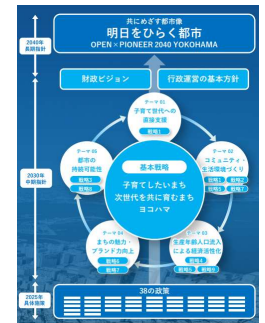 共にめざす都市像
明日をひらく都市
OPEN×PIONEER 2040 YOKOHAMA
2040年
長期指針
財政ビジョン
行政運営の基本方針
テーマ 01
子育て世代への
直接支援
戦略1
テーマ 05
都市の
持続可能性
戦略3
戦略8
テーマ 02
コミュニティ・
生活環境づくり
2030年
中期指針
基本戦略
子育てしたいまち
次世代を共に育むまち
ヨコハマ
テーマ 04
まちの魅力・
ブランド力向上
戦略6
戦略7
テーマ 03
生産年齢人口流入
による経済活性化
戦略4
2025年
具体施策
38の政策